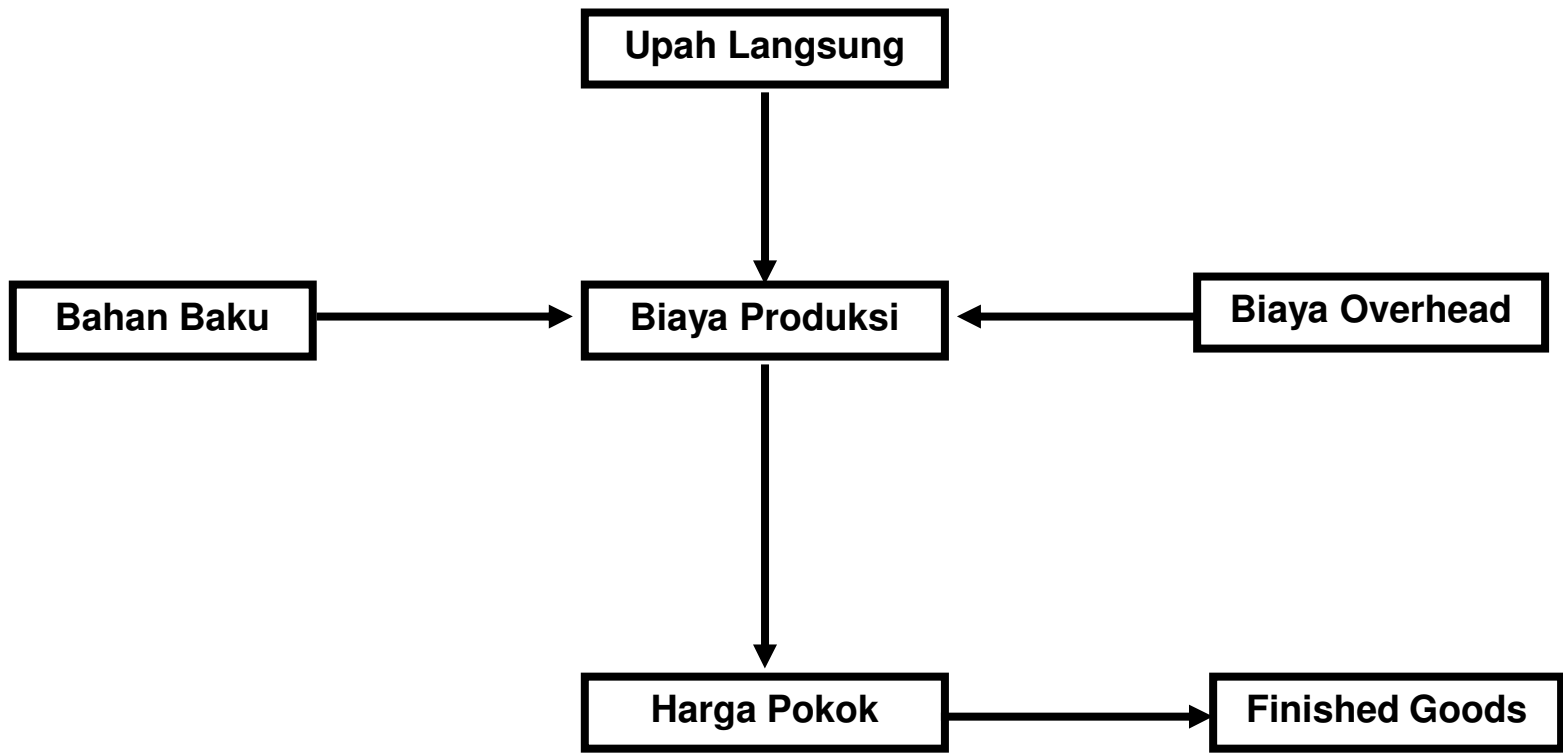 Upah Langsung
Bahan Baku
Biaya Produksi
Biaya Overhead
Harga Pokok
Finished Goods